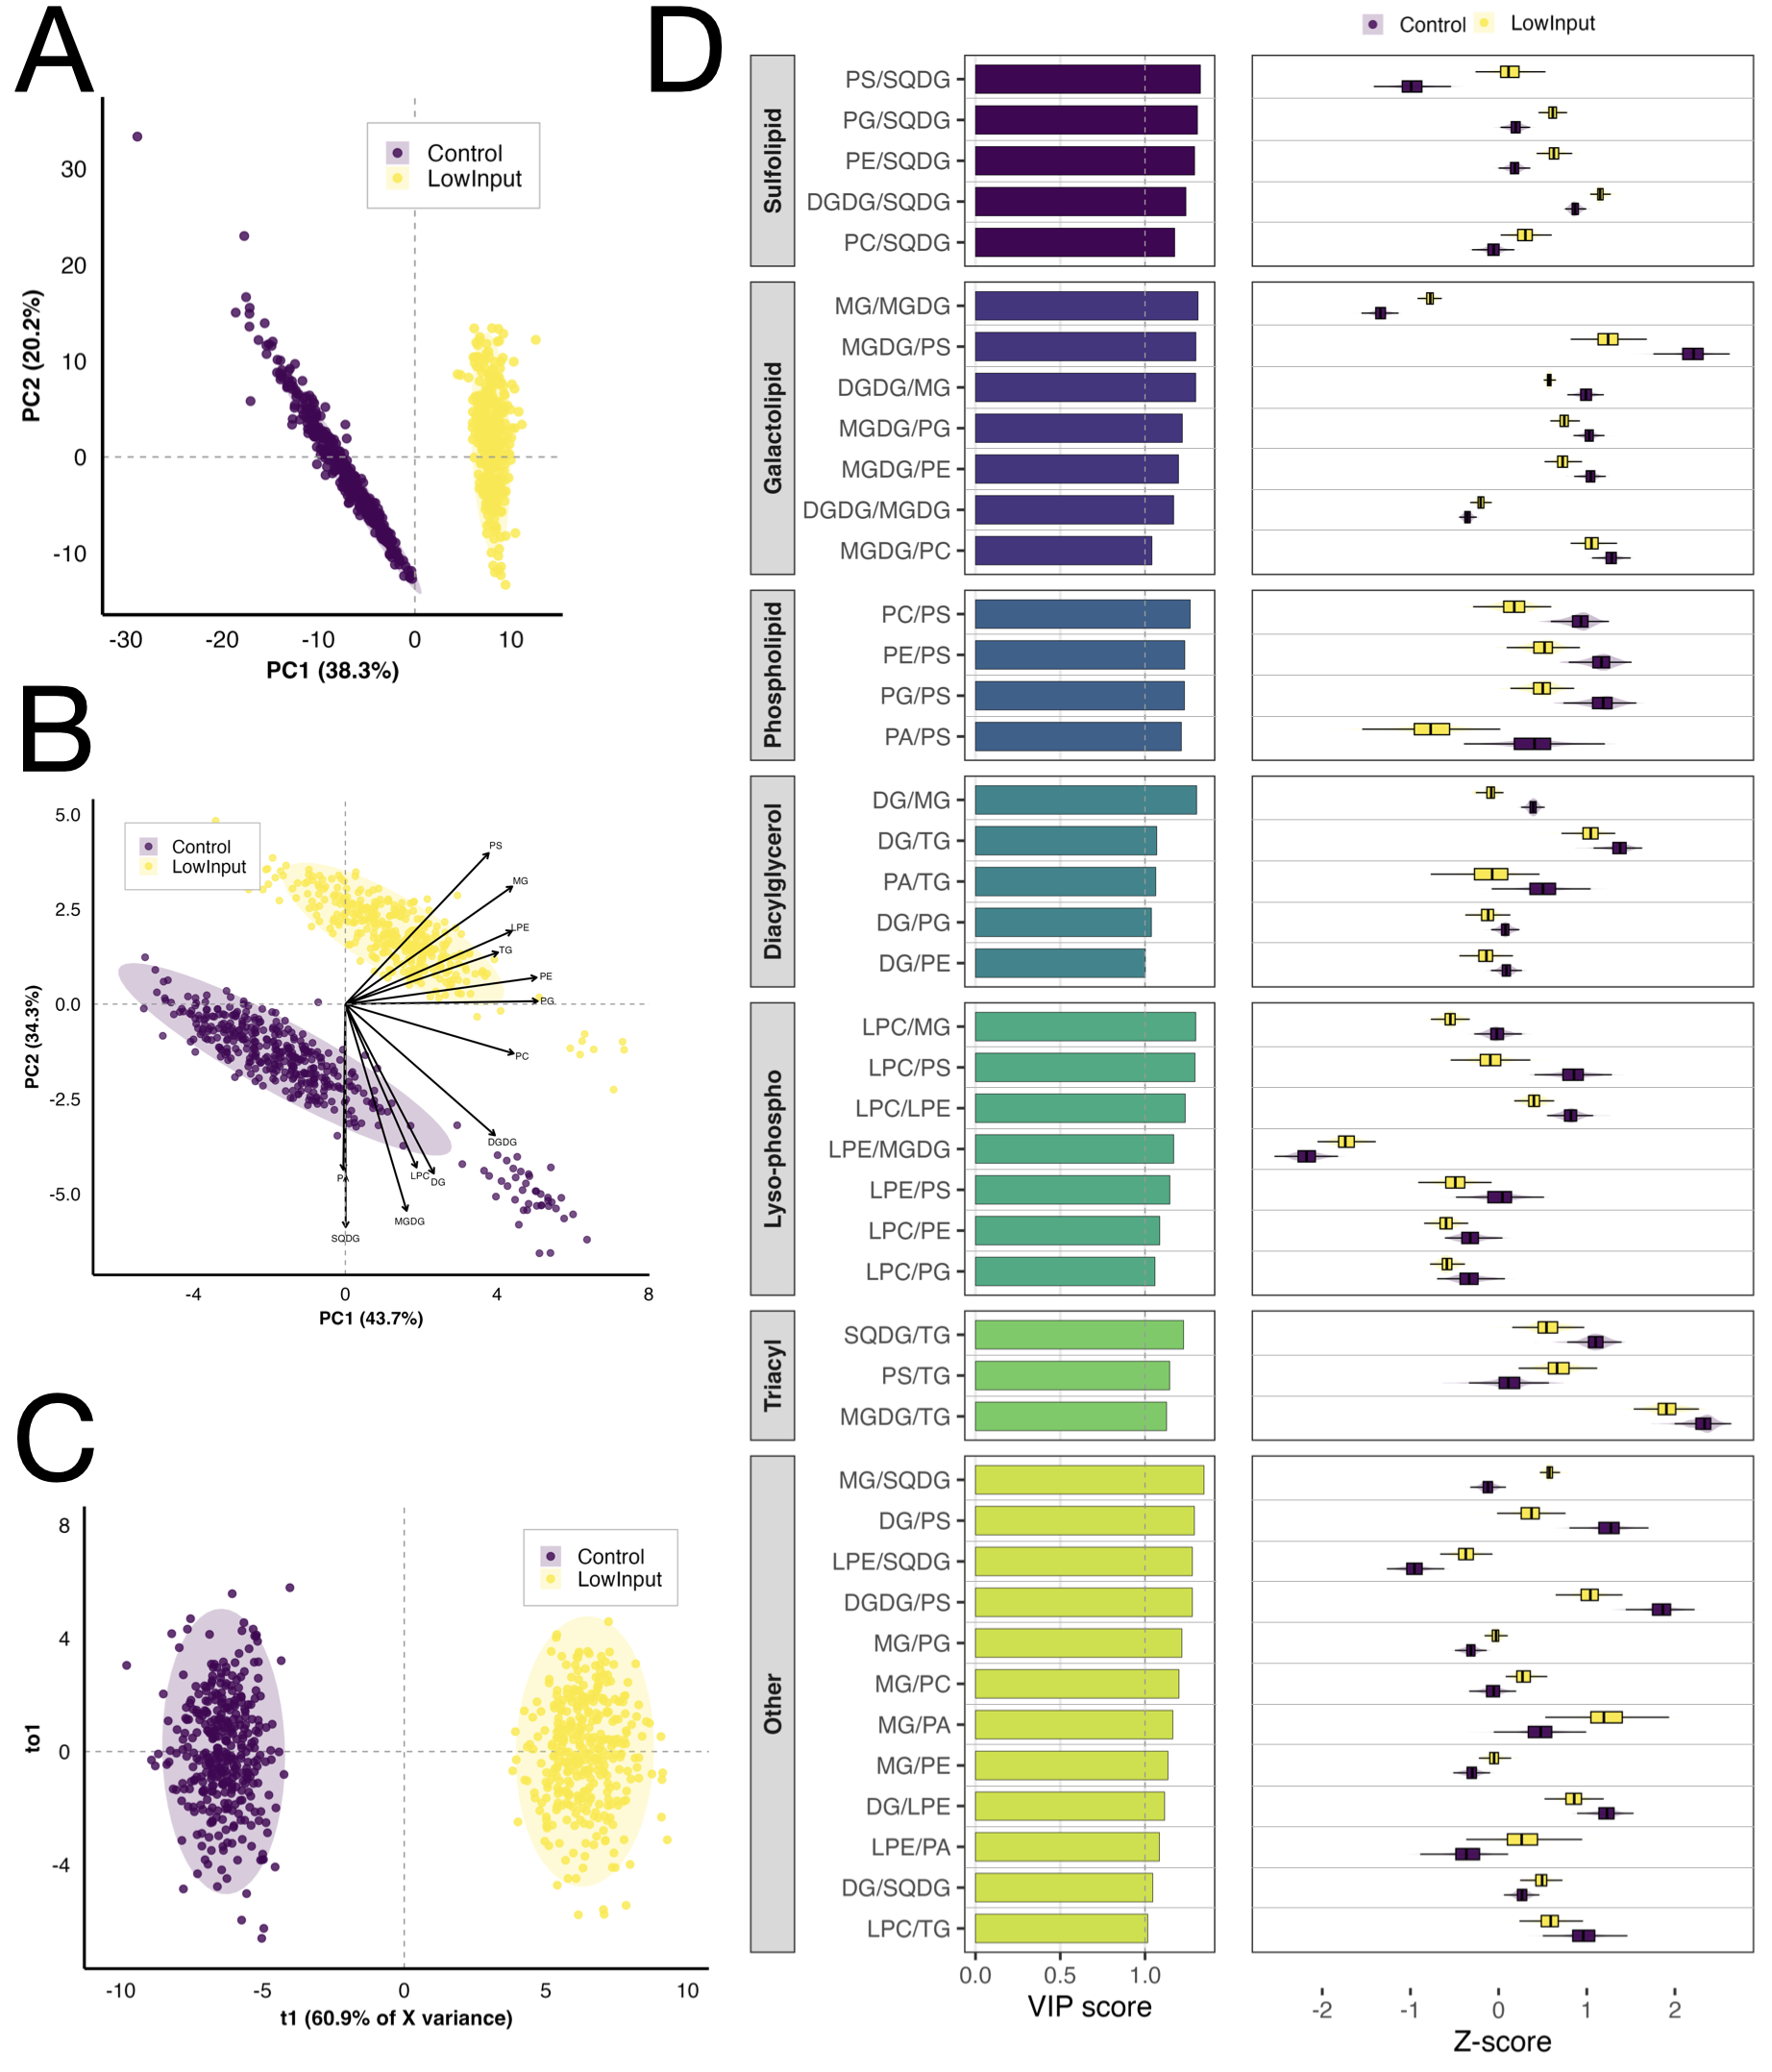 A
Control
LowInput
30
20
10
0
-10
-30
-20
-10
0
10
PC1 (38.3%)
PC2 (20.2%)
B
Control
LowInput
5.0
2.5
0.0
-2.5
-5.0
PS
MG
LPE
TG
PE
PG
PC
DGDG
LPC
DG
MGDG
SQDG
-4
0
4
8
PC1 (43.7%)
PC2 (34.3%)
C
Control
LowInput
8
4
0
-4
-10
-5
0
5
10
t1 (60.9% of X variance)
to1
D
Control
LowInput
Sulfolipid
PS/SQDG
PG/SQDG
PE/SQDG
DGDG/SQDG
PC/SQDG
Galactolipid
MG/MGDG
MGDG/PS
DGDG/MG
MGDG/PG
MGDG/PE
DGDG/MGDG
MGDG/PC
Phospholipid
PC/PS
PE/PS
PG/PS
PA/PS
Diacylglycerol
DG/MG
DG/TG
PA/TG
DG/PG
DG/PE
Lyso-phospho
LPC/MG
LPC/PS
LPC/LPE
LPE/MGDG
LPE/PS
LPC/PE
LPC/PG
Triacyl
SQDG/TG
PS/TG
MGDG/TG
Other
MG/SQDG
DG/PS
LPE/SQDG
DGDG/PS
MG/PG
MG/PC
MG/PA
MG/PE
DG/LPE
LPE/PA
DG/SQDG
LPC/TG
0.0
0.5
1.0
VIP score
-2
-1
0
1
2
Z-score